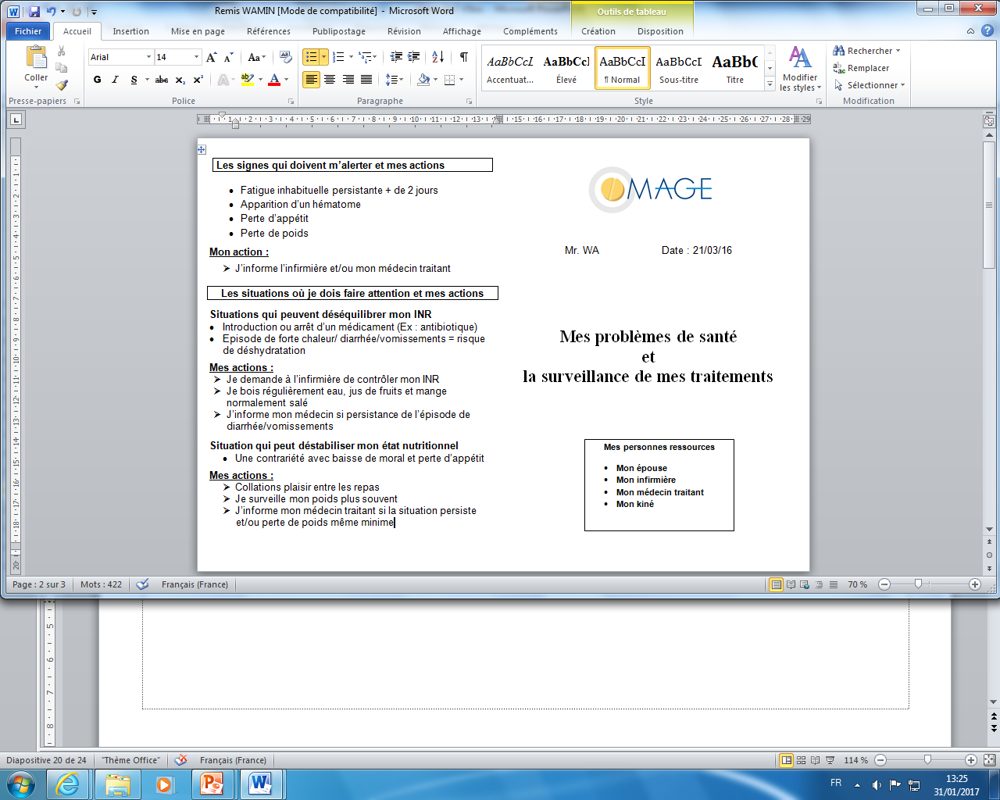 Remis WAMIN [Mode de compatibilité] - Microsoft Word
Outils de tableau
Fichier Accueil Insertion Mise en page Références Publipostage Révision Affichage Compléments Création Disposition
Coller
Arial 14
AaBbCcL AaBbCcI AaBbCcI AaBbCcI AaBbC
Accentuat... Élevé ¶ Normal Sous-titre Titre
Modifier les styles
Rechercher
Remplacer
Sélectionner
Presse-papiers Police Paragraphe Style Modification
Les signes qui doivent m'alerter et mes actions
• Fatigue inhabituelle persistante + de 2 jours
• Apparition d'un hématome
• Perte d'appétit
• Perte de poids
Mon action :
➢ J'informe l'infirmière et/ou mon médecin traitant
Les situations où je dois faire attention et mes actions
Situations qui peuvent déséquilibrer mon INR
• Introduction ou arrêt d'un médicament (Ex : antibiotique)
• Episode de forte chaleur/ diarrhée/vomissements = risque
de déshydratation
Mes actions :
➢ Je demande à l'infirmière de contrôler mon INR
➢ Je bois régulièrement eau, jus de fruits et mange
normalement salé
➢ J'informe mon médecin si persistance de l'épisode de
diarrhée/vomissements
Situation qui peut déstabiliser mon état nutritionnel
• Une contrariété avec baisse de moral et perte d'appétit
Mes actions :
➢ Collations plaisir entre les repas
➢ Je surveille mon poids plus souvent
➢ J'informe mon médecin traitant si la situation persiste
et/ou perte de poids même minime
OMAGE
Mr. WA Date : 21/03/16
Mes problèmes de santé
et
la surveillance de mes traitements
Mes personnes ressources
• Mon épouse
• Mon infirmière
• Mon médecin traitant
• Mon kiné
Page : 2 sur 3 Mots : 422 Français (France) 70 %
Diapositive 20 de 24 "Thème Office" Français (France) 114 %
FR 13:25
31/01/2017